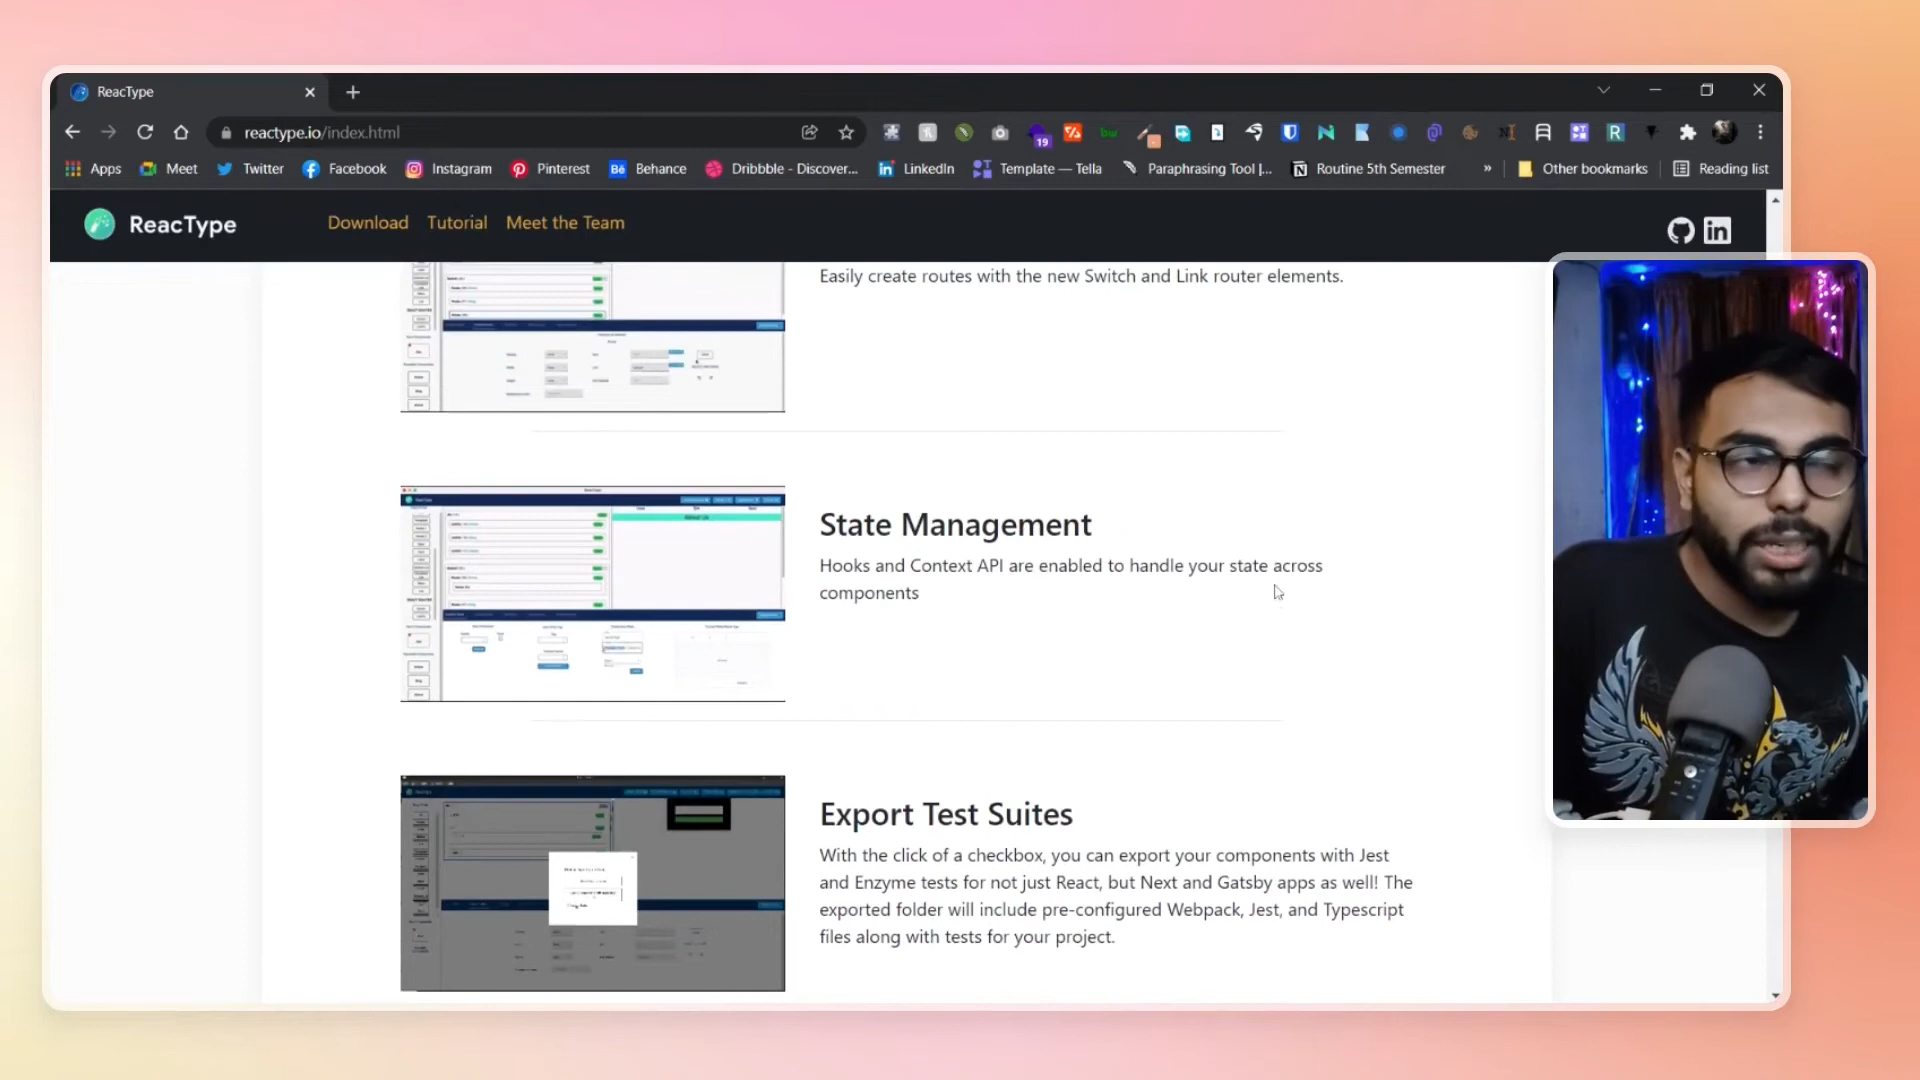 ReacType
reactype.io/index.html
19
Apps
Meet
Twitter
Facebook
Instagram
Pinterest
Behance
Dribbble - Discover...
LinkedIn
Template — Tella
Paraphrasing Tool |...
Routine 5th Semester
»
Other bookmarks
Reading list
ReacType
Download
Tutorial
Meet the Team
Easily create routes with the new Switch and Link router elements.
State Management
Hooks and Context API are enabled to handle your state across
components
Export Test Suites
With the click of a checkbox, you can export your components with Jest
and Enzyme tests for not just React, but Next and Gatsby apps as well! The
exported folder will include pre-configured Webpack, Jest, and Typescript
files along with tests for your project.